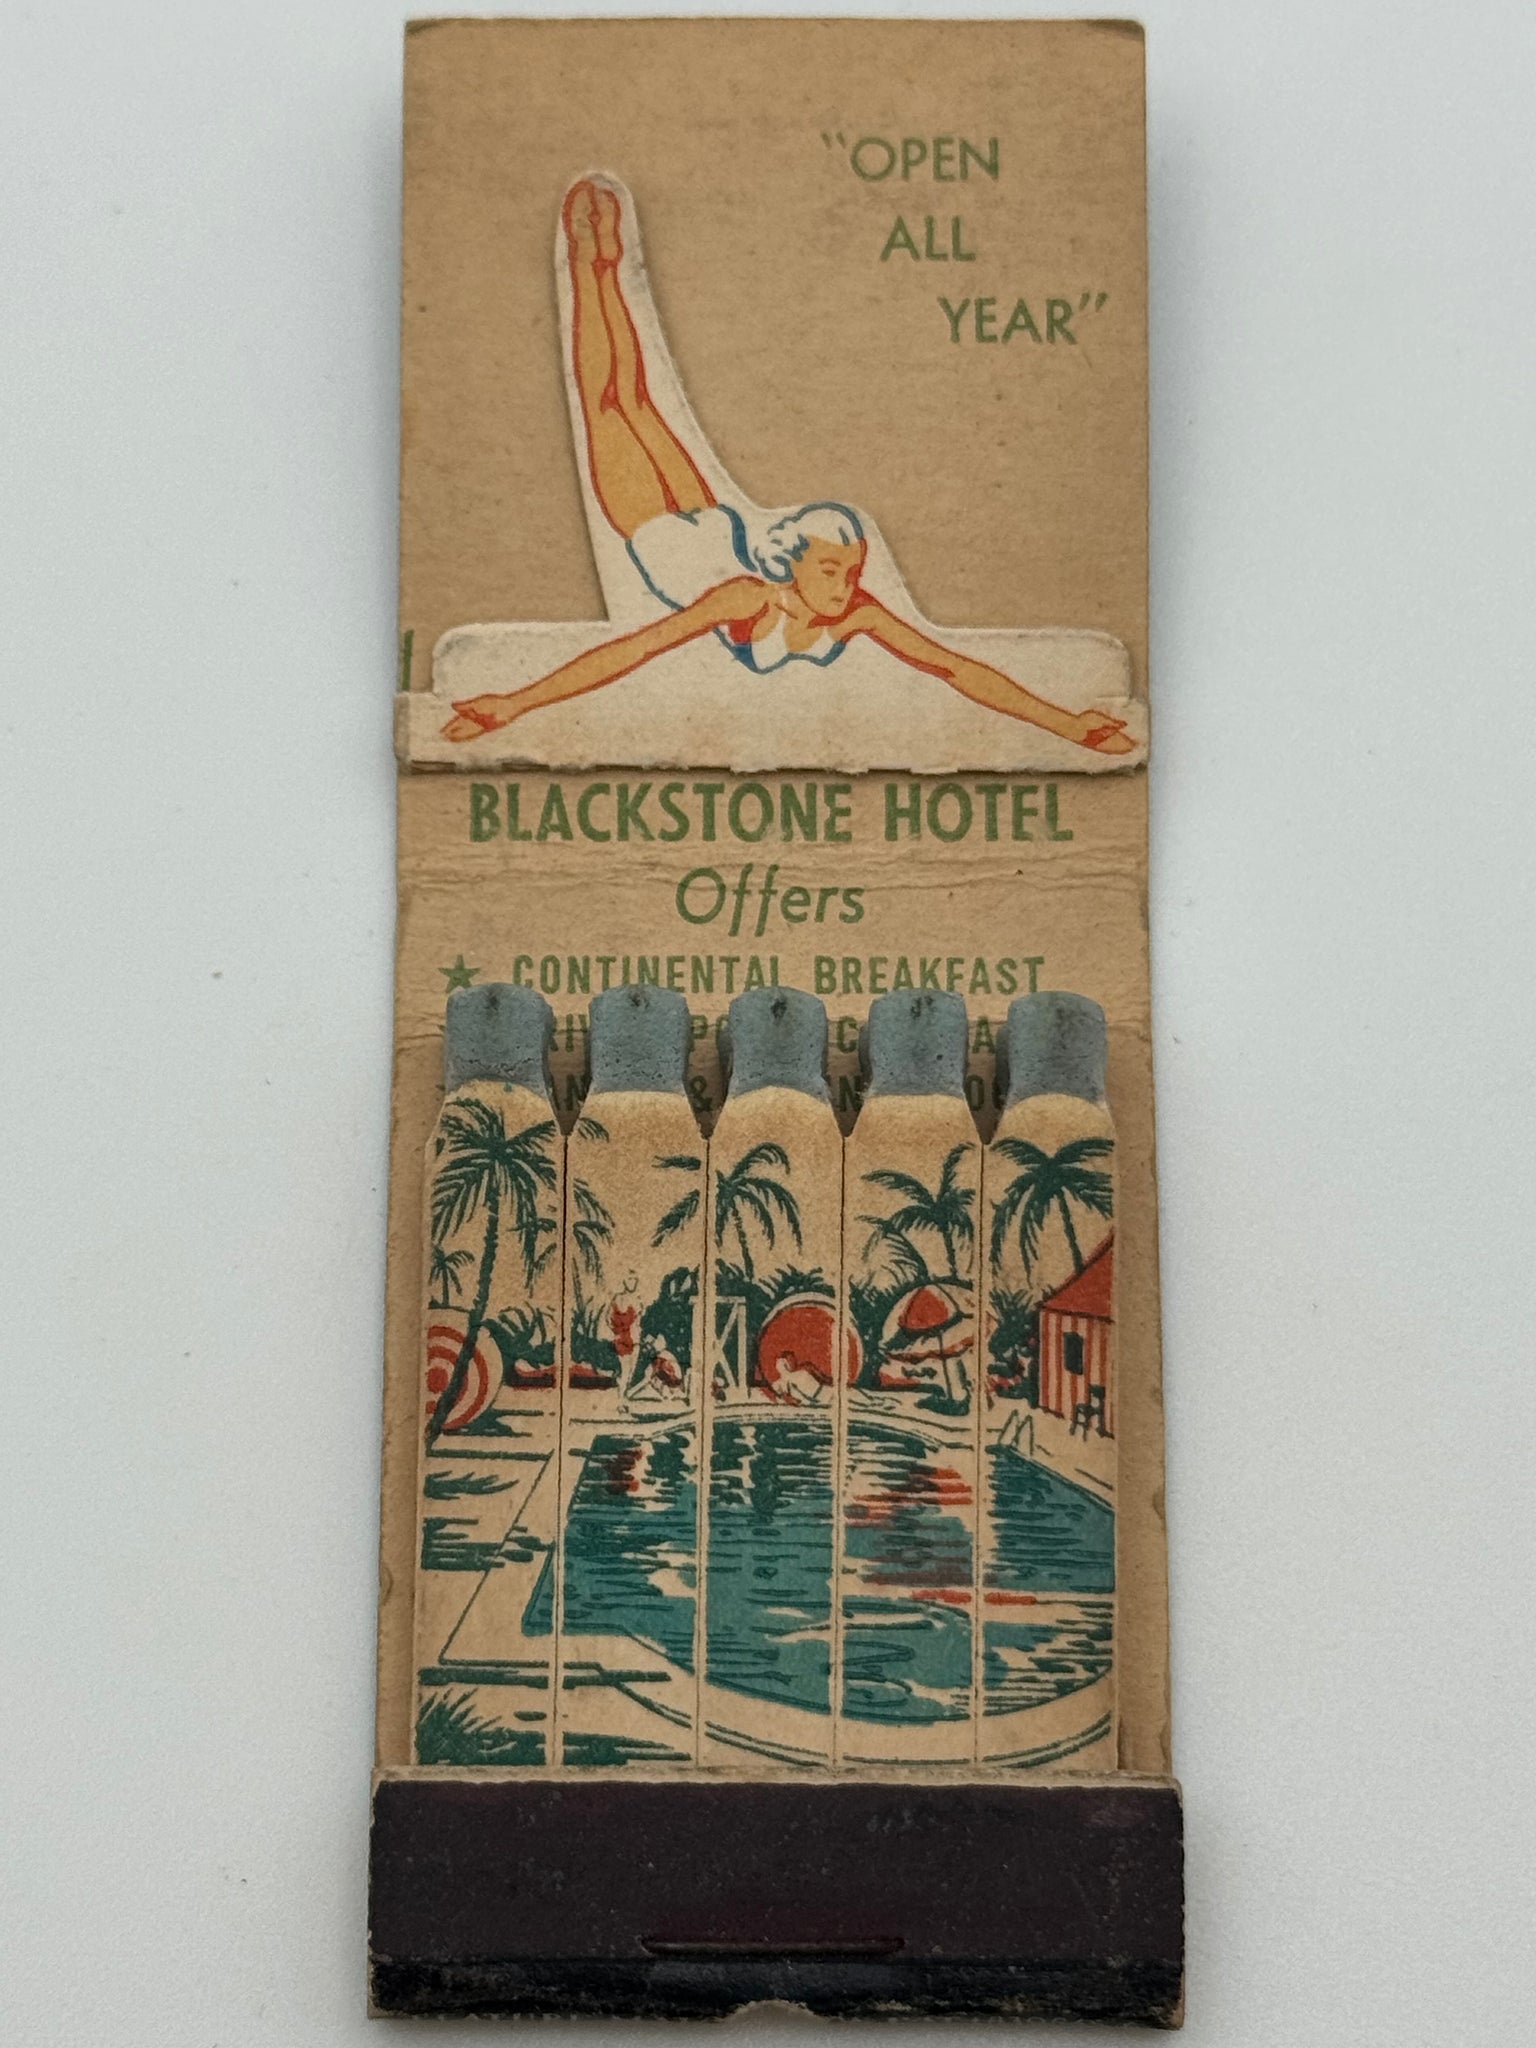 "OPEN
ALL
YEAR"
BLACKSTONE HOTEL
Offers
★ CONTINENTAL BREAKFAST
&